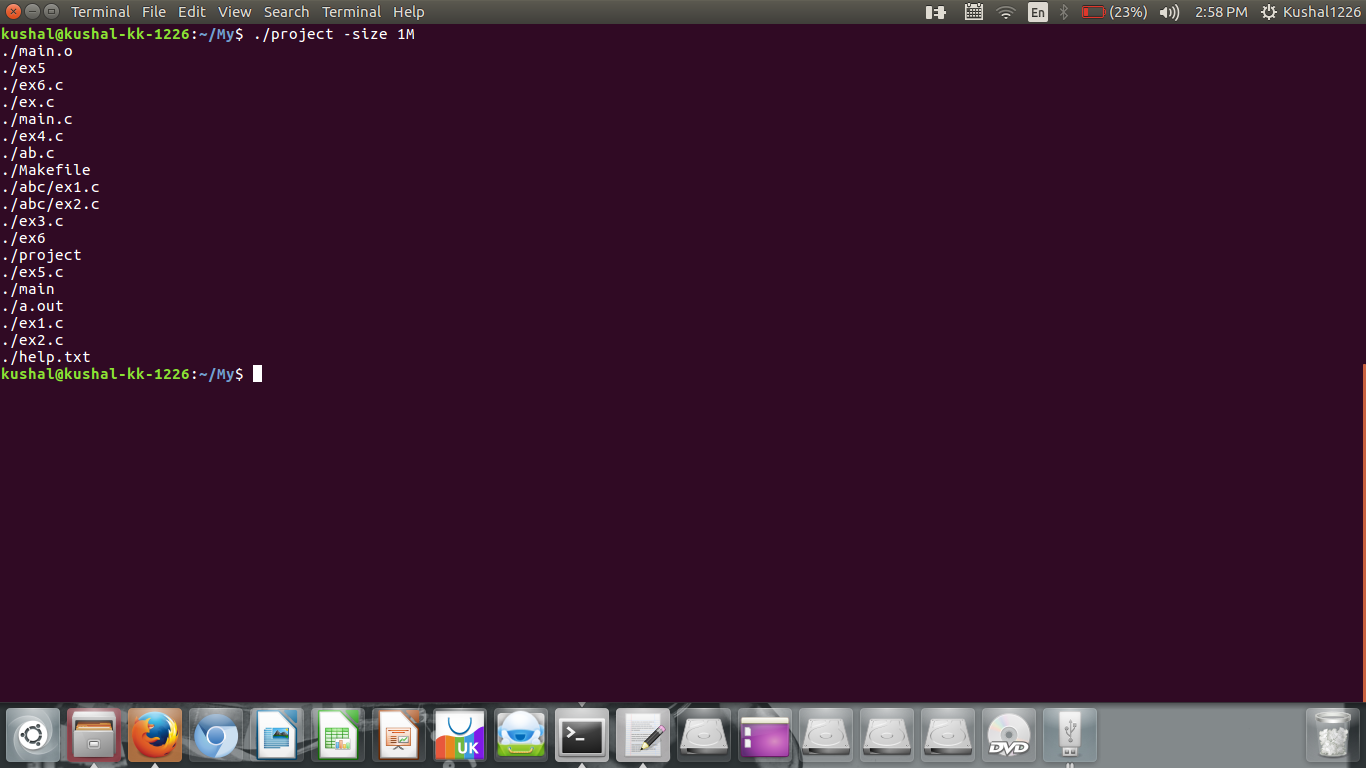 Terminal File Edit View Search Terminal Help En (23%) 2:58 PM Kushal1226
kushal@kushal-kk-1226:~/My$ ./project -size 1M
./main.o
./ex5
./ex6.c
./ex.c
./main.c
./ex4.c
./ab.c
./Makefile
./abc/ex1.c
./abc/ex2.c
./ex3.c
./ex6
./project
./ex5.c
./main
./a.out
./ex1.c
./ex2.c
./help.txt
kushal@kushal-kk-1226:~/My$
>_ UK DVD